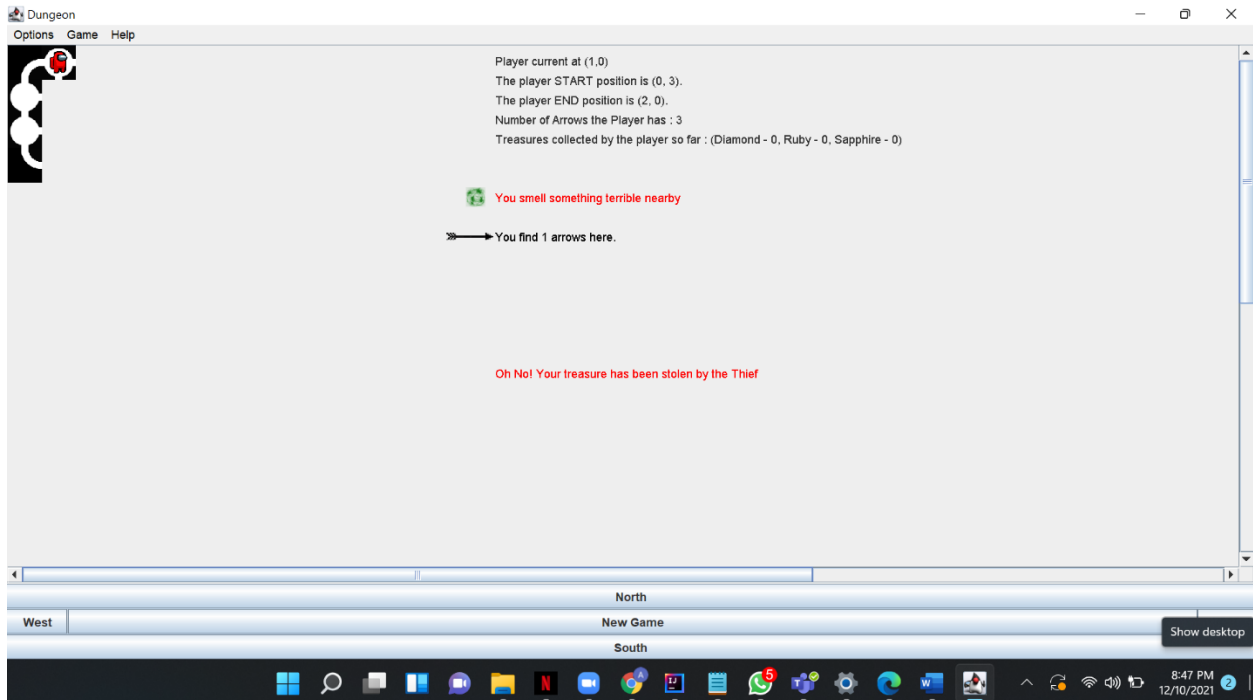 Dungeon
Options Game Help
Player current at (1,0)
The player START position is (0, 3).
The player END position is (2, 0).
Number of Arrows the Player has : 3
Treasures collected by the player so far : (Diamond - 0, Ruby - 0, Sapphire - 0)
You smell something terrible nearby
You find 1 arrows here.
Oh No! Your treasure has been stolen by the Thief
North
West New Game
Show desktop
South
5
8:47 PM
12/10/2021 2